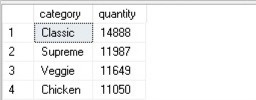 category quantity
1 Classic 14888
2 Supreme 11987
3 Veggie 11649
4 Chicken 11050